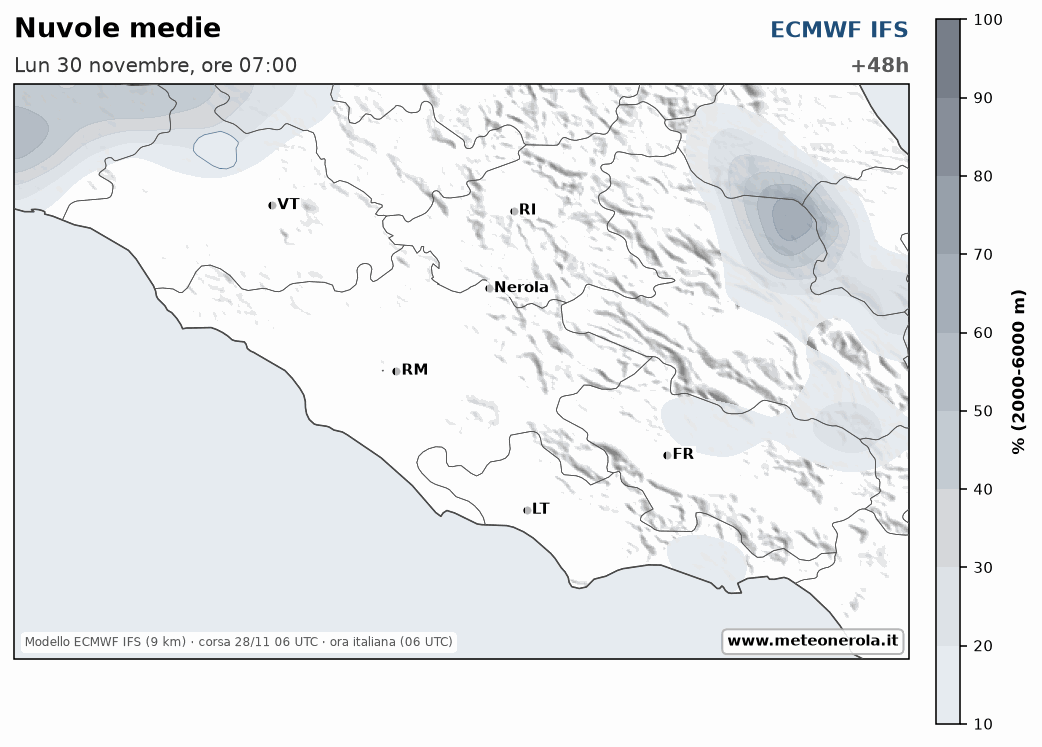 Nuvole medie
ECMWF IFS
Lun 30 novembre, ore 07:00
+48h
VT
RI
Nerola
RM
FR
LT
Modello ECMWF IFS (9 km) · corsa 28/11 06 UTC · ora italiana (06 UTC)
www.meteonerola.it
100
90
80
70
60
50
40
30
20
10
% (2000-6000 m)